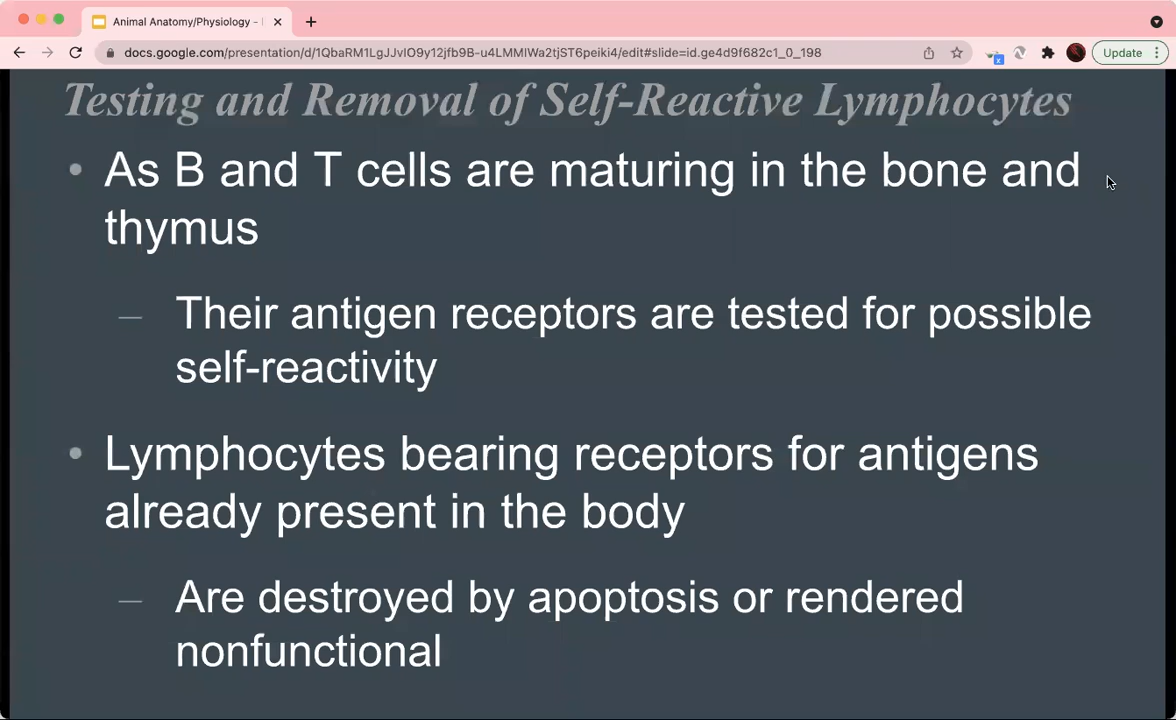 Animal Anatomy/Physiology -
docs.google.com/presentation/d/1QbaRM1LgJJvIO9y12jfb9B-u4LMMlWa2tjST6peiki4/edit#slide=id.ge4d9f682c1_0_198
Update
Testing and Removal of Self-Reactive Lymphocytes
• As B and T cells are maturing in the bone and
thymus
– Their antigen receptors are tested for possible
self-reactivity
• Lymphocytes bearing receptors for antigens
already present in the body
– Are destroyed by apoptosis or rendered
nonfunctional